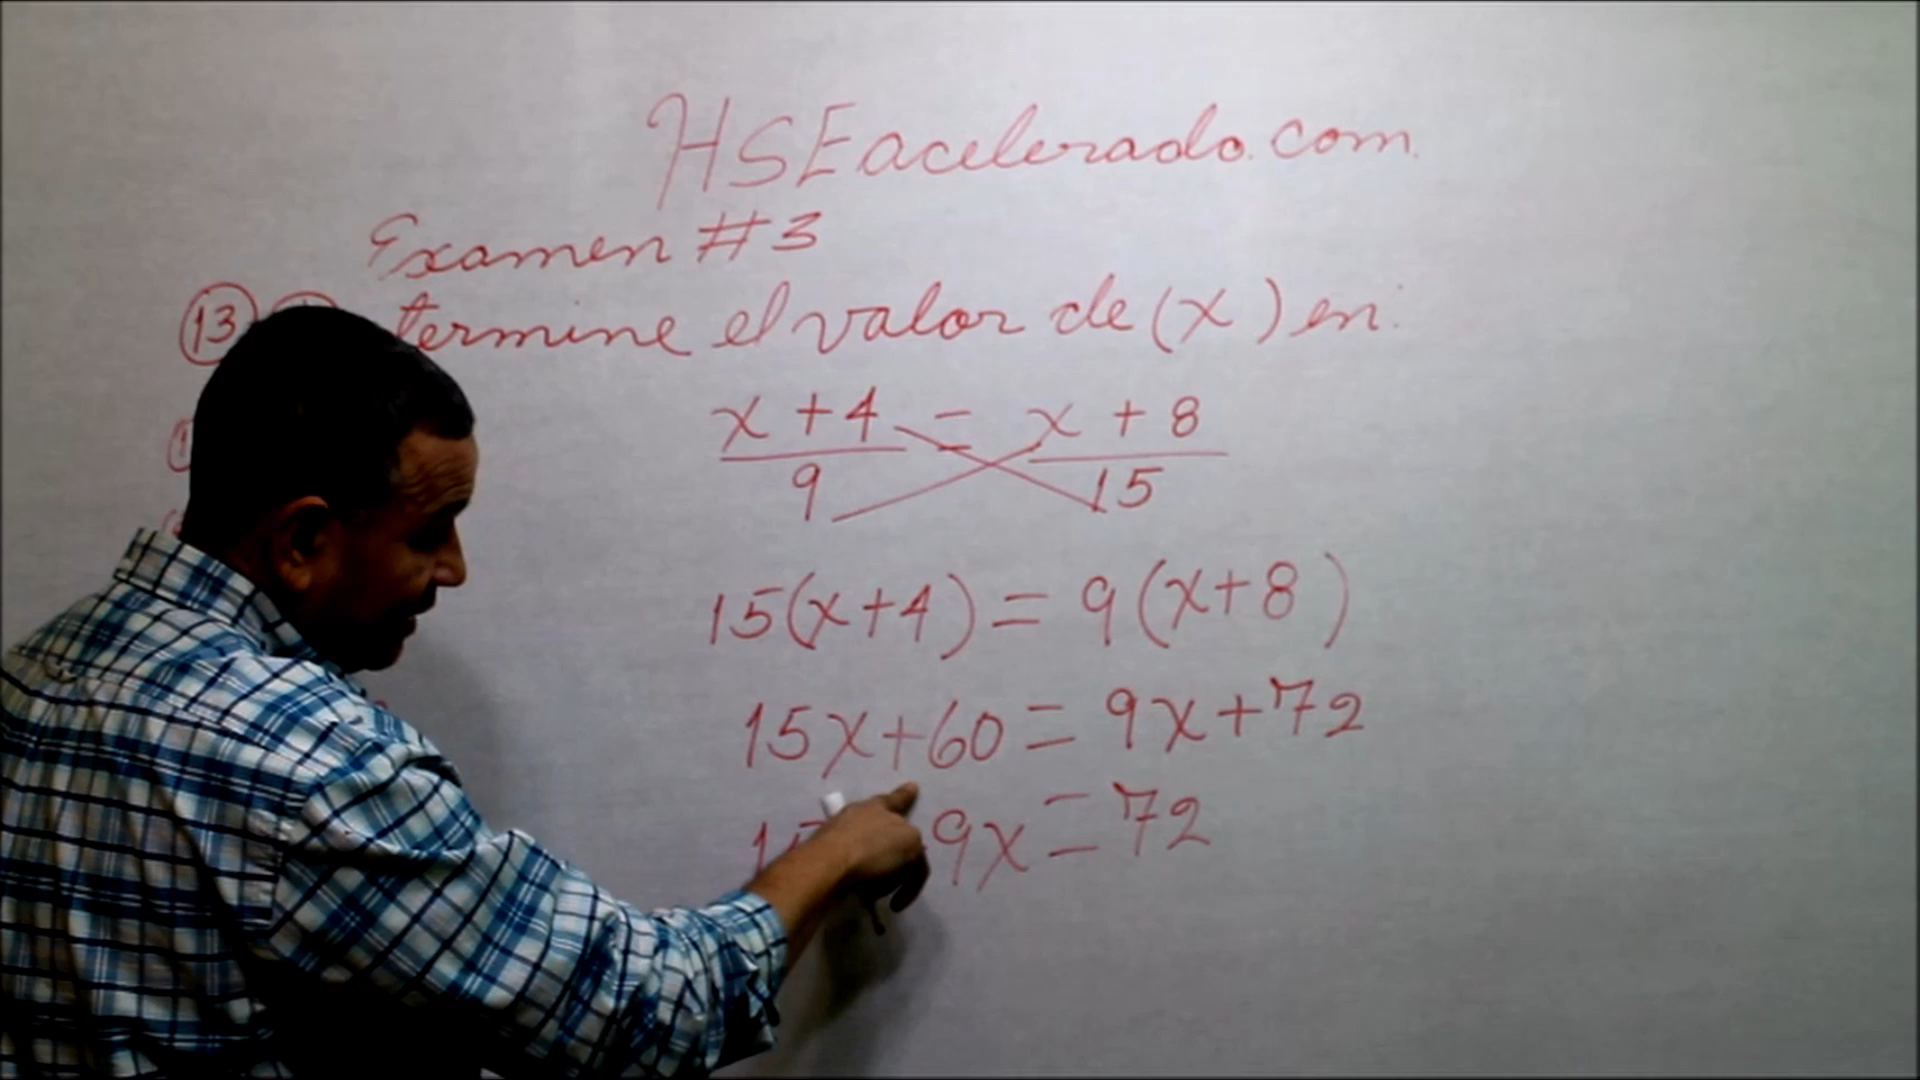 HSEacelerado.com.
Examen #3
13 termine el valor de (x) en:
x + 4 = x + 8
9 15
15(x+4) = 9(x+8)
15x+60 = 9x+72
9x = 72